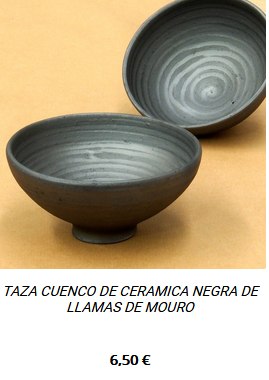 TAZA CUENCO DE CERAMICA NEGRA DE
LLAMAS DE MOURO
6,50 €